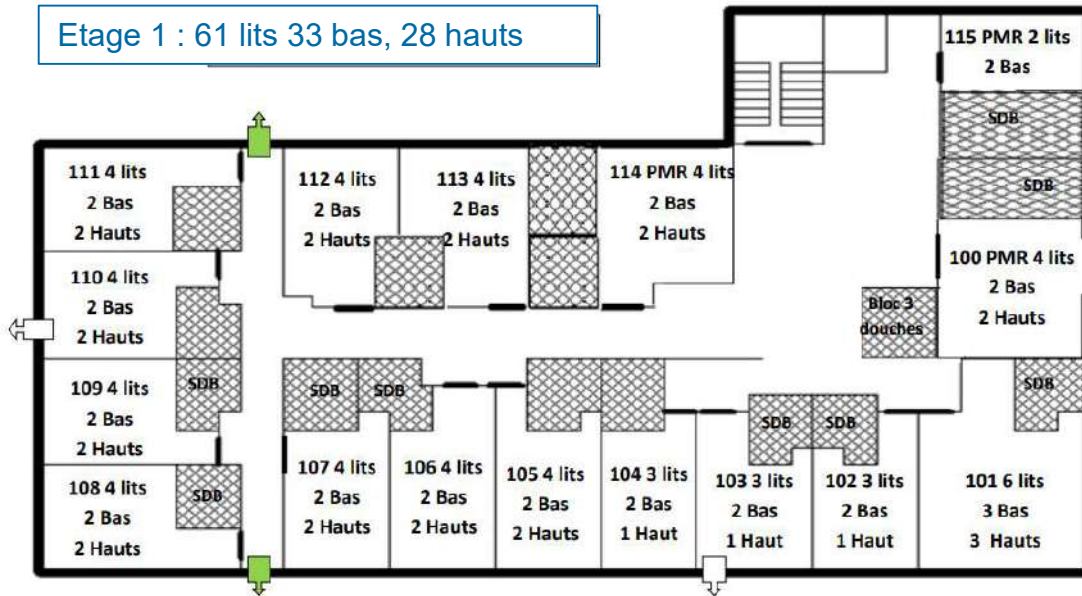 Etage 1 : 61 lits 33 bas, 28 hauts
115 PMR 2 lits
2 Bas
SDB
SDB
111 4 lits
2 Bas
2 Hauts
112 4 lits
2 Bas
2 Hauts
113 4 lits
2 Bas
2 Hauts
114 PMR 4 lits
2 Bas
2 Hauts
100 PMR 4 lits
2 Bas
2 Hauts
110 4 lits
2 Bas
2 Hauts
Bloc 3
douches
109 4 lits
2 Bas
2 Hauts
SDB
SDB
SDB
SDB
SDB
SDB
108 4 lits
2 Bas
2 Hauts
SDB
107 4 lits
2 Bas
2 Hauts
106 4 lits
2 Bas
2 Hauts
105 4 lits
2 Bas
2 Hauts
104 3 lits
2 Bas
1 Haut
103 3 lits
2 Bas
1 Haut
102 3 lits
2 Bas
1 Haut
101 6 lits
3 Bas
3 Hauts